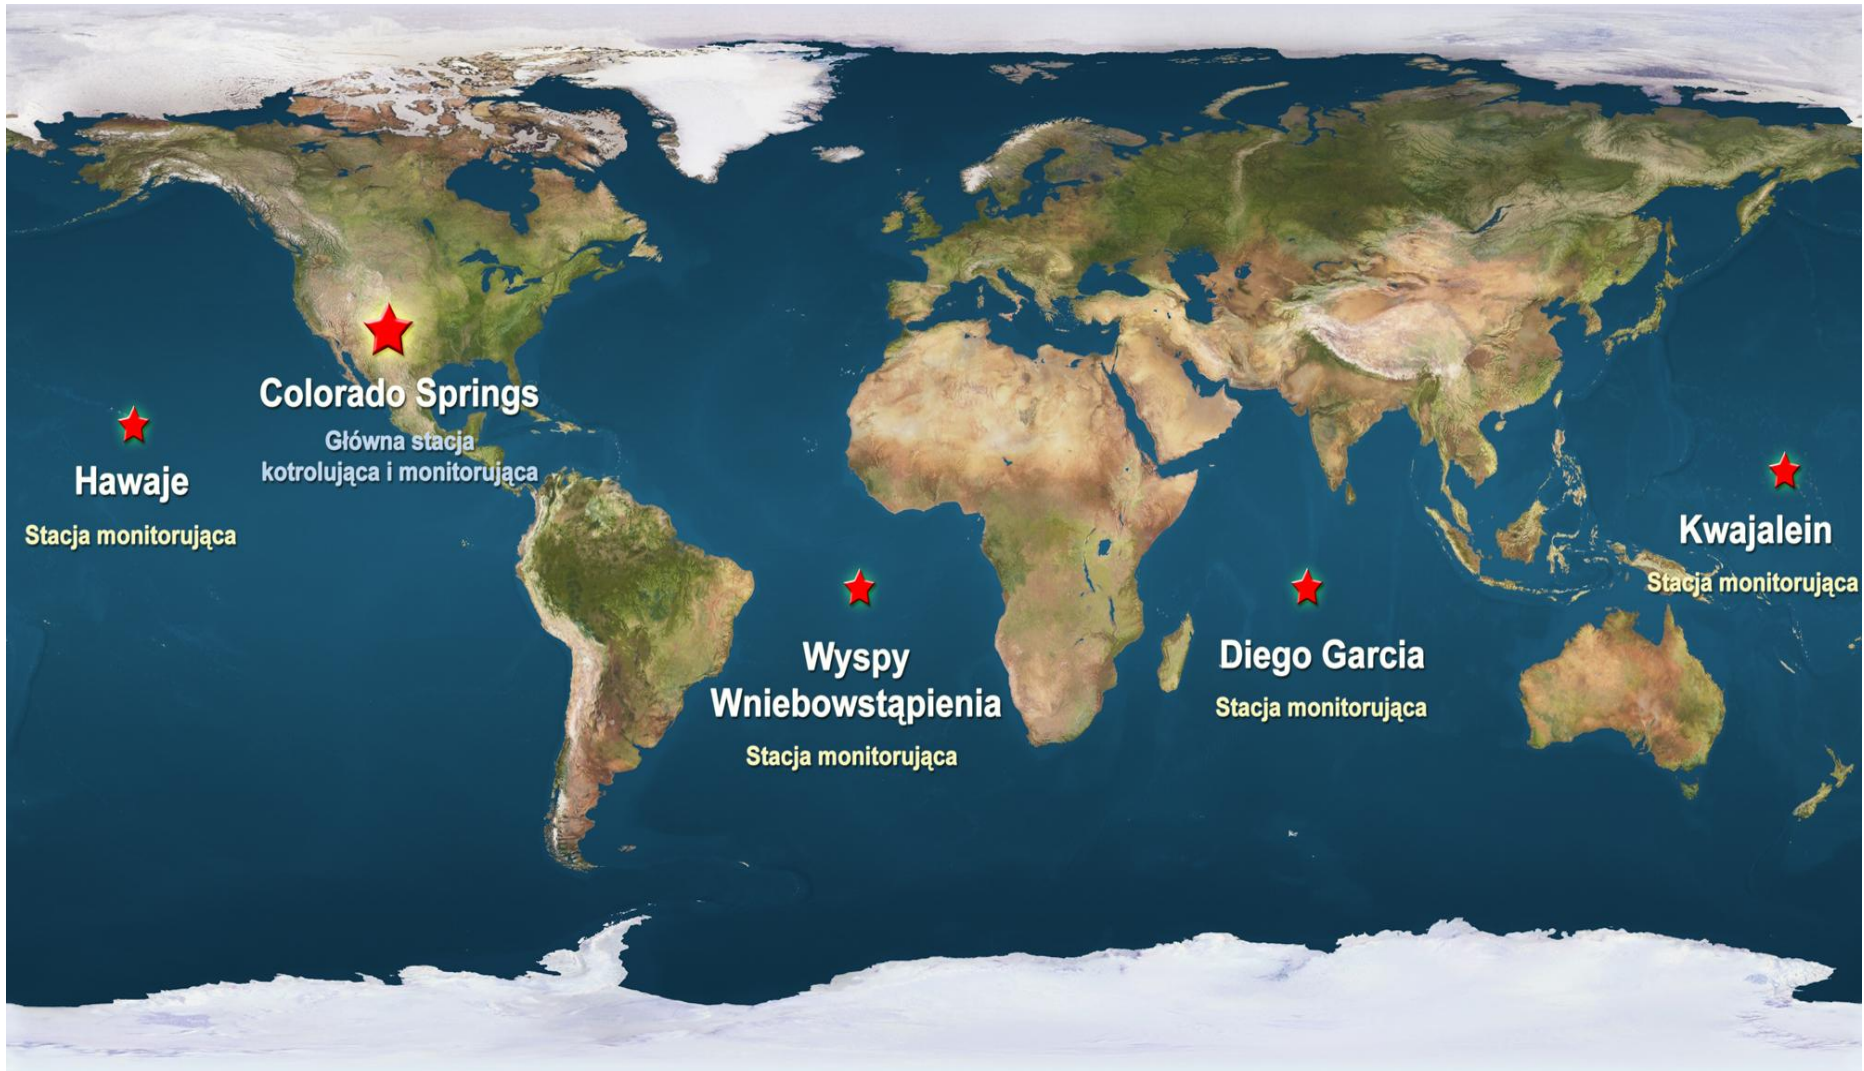 Colorado Springs
Główna stacja
kotrolująca i monitorująca
Hawaje
Stacja monitorująca
Kwajalein
Stacja monitorująca
Wyspy
Wniebowstąpienia
Stacja monitorująca
Diego Garcia
Stacja monitorująca